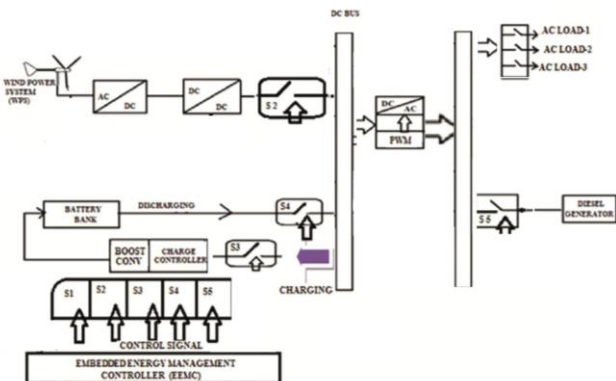 DC BUS
AC LOAD-1
AC LOAD-2
AC LOAD-3
WIND POWER
SYSTEM
(WPS)
AC
DC
DC
DC
S 2
DC
AC
PWM
BATTERY
BANK
DISCHARGING
S4
S 6
DIESEL
GENERATOR
BOOST
CONV
CHARGE
CONTROLLER
S3
CHARGING
S1
S2
S3
S4
S5
CONTROL SIGNAL
EMBEDDED ENERGY MANAGEMENT
CONTROLLER (EEMC)